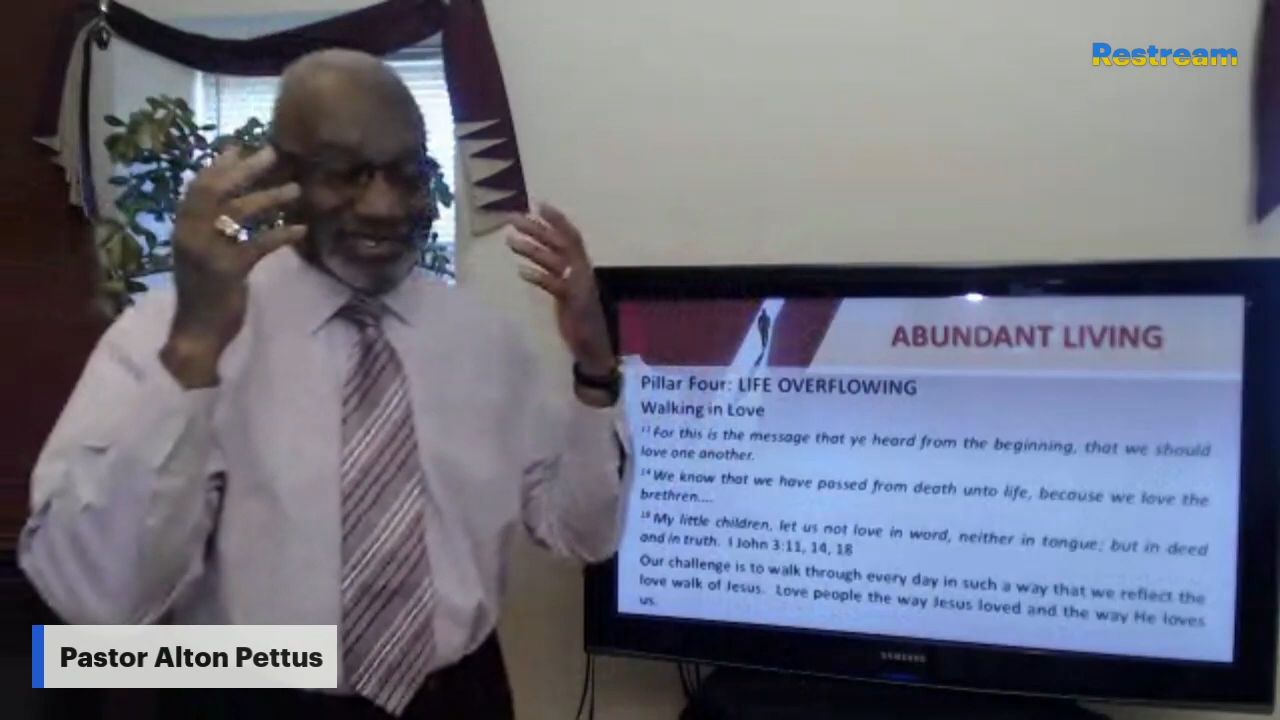 Restream
ABUNDANT LIVING
Pillar Four: LIFE OVERFLOWING
Walking in Love
¹¹ For this is the message that ye heard from the beginning, that we should
love one another.
¹⁴ We know that we have passed from death unto life, because we love the
brethren....
¹⁸ My little children, let us not love in word, neither in tongue; but in deed
and in truth. I John 3:11, 14, 18
Our challenge is to walk through every day in such a way that we reflect the
love walk of Jesus. Love people the way Jesus loved and the way He loves
us.
SAMSUNG
Pastor Alton Pettus